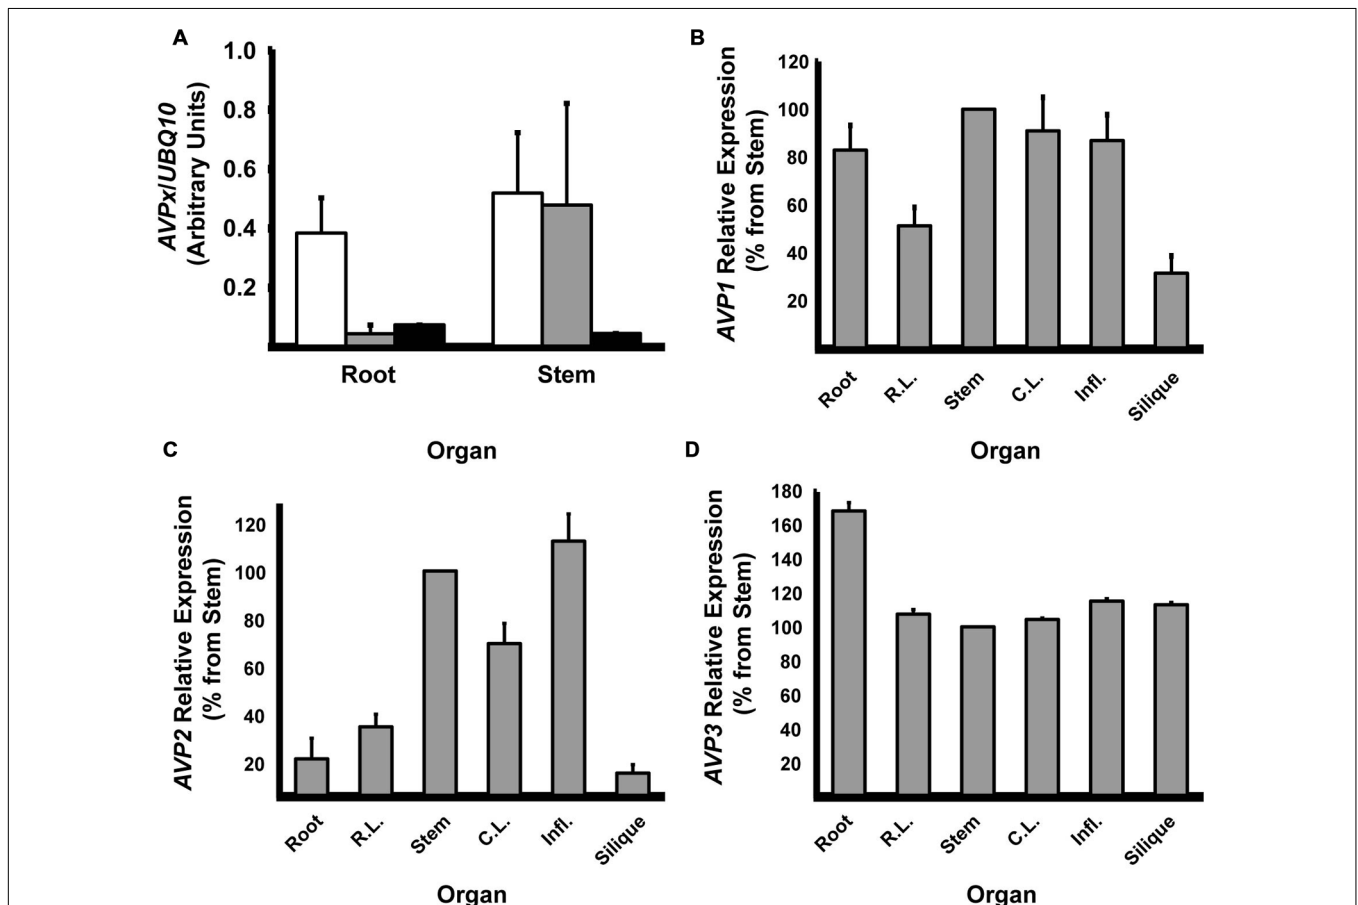 A
AVPx/UBQ10
(Arbitrary Units)
1.0
0.8
0.6
0.4
0.2
Root
Stem
Organ
B
AVP1 Relative Expression
(% from Stem)
120
100
80
60
40
20
Root
R.L.
Stem
C.L.
Infl.
Silique
Organ
C
AVP2 Relative Expression
(% from Stem)
120
100
80
60
40
20
Root
R.L.
Stem
C.L.
Infl.
Silique
Organ
D
AVP3 Relative Expression
(% from Stem)
180
160
140
120
100
80
60
40
20
Root
R.L.
Stem
C.L.
Infl.
Silique
Organ